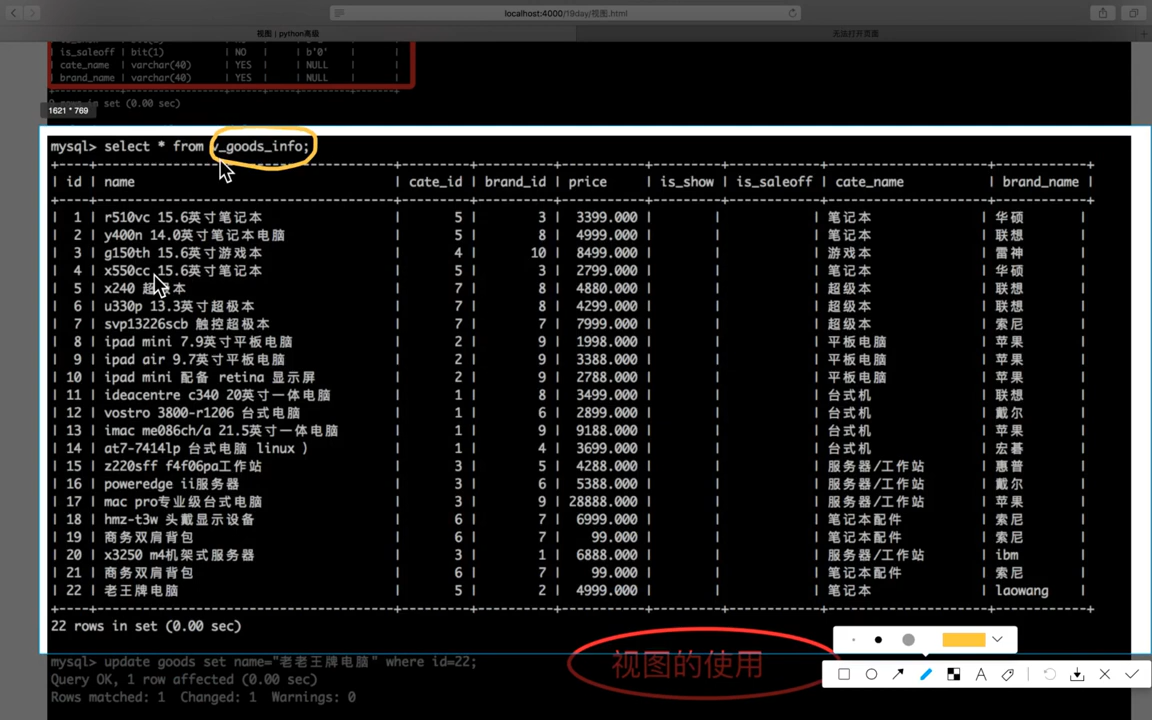 localhost:4000/19day/视图.html
视图 | python高级
无法打开页面
| is_saleoff | bit(1) | NO | | b'0' | |
| cate_name | varchar(40) | YES | | NULL | |
| brand_name | varchar(40) | YES | | NULL | |
rows in set (0.00 sec)
1621 * 769
mysql> select * from v_goods_info;
| id | name | cate_id | brand_id | price | is_show | is_saleoff | cate_name | brand_name |
| 1 | r510vc 15.6英寸笔记本 | 5 | 3 | 3399.000 | | | 笔记本 | 华硕 |
| 2 | y400n 14.0英寸笔记本电脑 | 5 | 8 | 4999.000 | | | 笔记本 | 联想 |
| 3 | g150th 15.6英寸游戏本 | 4 | 10 | 8499.000 | | | 游戏本 | 雷神 |
| 4 | x550cc 15.6英寸笔记本 | 5 | 3 | 2799.000 | | | 笔记本 | 华硕 |
| 5 | x240 超级本 | 7 | 8 | 4880.000 | | | 超级本 | 联想 |
| 6 | u330p 13.3英寸超极本 | 7 | 8 | 4299.000 | | | 超级本 | 联想 |
| 7 | svp13226scb 触控超极本 | 7 | 7 | 7999.000 | | | 超级本 | 索尼 |
| 8 | ipad mini 7.9英寸平板电脑 | 2 | 9 | 1998.000 | | | 平板电脑 | 苹果 |
| 9 | ipad air 9.7英寸平板电脑 | 2 | 9 | 3388.000 | | | 平板电脑 | 苹果 |
| 10 | ipad mini 配备 retina 显示屏 | 2 | 9 | 2788.000 | | | 平板电脑 | 苹果 |
| 11 | ideacentre c340 20英寸一体电脑 | 1 | 8 | 3499.000 | | | 台式机 | 联想 |
| 12 | vostro 3800-r1206 台式电脑 | 1 | 6 | 2899.000 | | | 台式机 | 戴尔 |
| 13 | imac me086ch/a 21.5英寸一体电脑 | 1 | 9 | 9188.000 | | | 台式机 | 苹果 |
| 14 | at7-7414lp 台式电脑 linux ) | 1 | 4 | 3699.000 | | | 台式机 | 宏碁 |
| 15 | z220sff f4f06pa工作站 | 3 | 5 | 4288.000 | | | 服务器/工作站 | 惠普 |
| 16 | poweredge ii服务器 | 3 | 6 | 5388.000 | | | 服务器/工作站 | 戴尔 |
| 17 | mac pro专业级台式电脑 | 3 | 9 | 28888.000 | | | 服务器/工作站 | 苹果 |
| 18 | hmz-t3w 头戴显示设备 | 6 | 7 | 6999.000 | | | 笔记本配件 | 索尼 |
| 19 | 商务双肩背包 | 6 | 7 | 99.000 | | | 笔记本配件 | 索尼 |
| 20 | x3250 m4机架式服务器 | 3 | 1 | 6888.000 | | | 服务器/工作站 | ibm |
| 21 | 商务双肩背包 | 6 | 7 | 99.000 | | | 笔记本配件 | 索尼 |
| 22 | 老王牌电脑 | 5 | 2 | 4999.000 | | | 笔记本 | laowang |
22 rows in set (0.00 sec)
mysql> update goods set name="老老王牌电脑" where id=22;
Query OK, 1 row affected (0.00 sec)
Rows matched: 1 Changed: 1 Warnings: 0
视图的使用